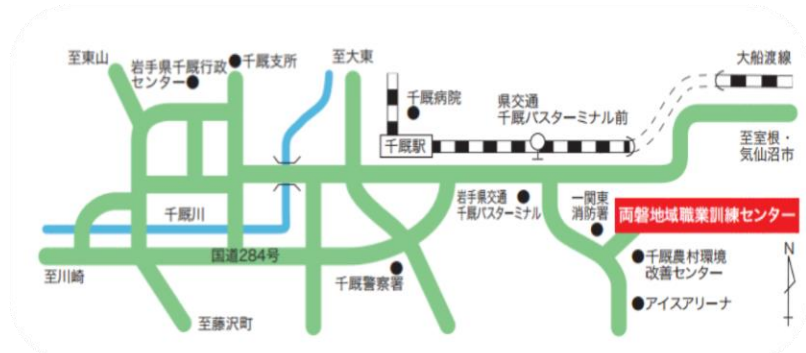 至東山
岩手県千厩行政
センター●
●千厩支所
至大東
千厩病院
県交通
千厩バスターミナル前
大船渡線
千厩駅
至室根・
気仙沼市
岩手県交通
千厩バスターミナル
一関東
消防署
両磐地域職業訓練センター
千厩川
国道284号
至川崎
千厩警察署
●千厩農村環境
改善センター
●アイスアリーナ
至藤沢町
N